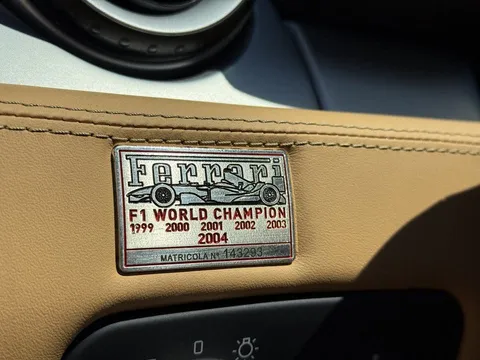 Ferrari
F1 WORLD CHAMPION
1999 2000 2001 2002 2003
2004
MATRICOLA N° 143293